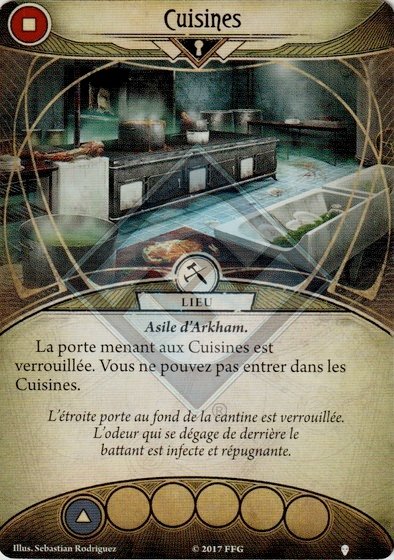 Cuisines
LIEU
Asile d'Arkham.
La porte menant aux Cuisines est
verrouillée. Vous ne pouvez pas entrer dans les
Cuisines.
L'étroite porte au fond de la cantine est verrouillée.
L'odeur qui se dégage de derrière le
battant est infecte et répugnante.
Illus. Sebastian Rodriguez
© 2017 FFG
®